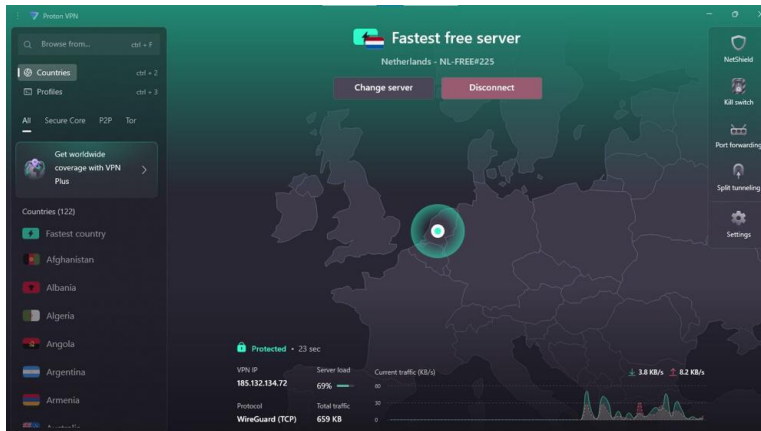 Proton VPN
Browse from... ctrl + F
Countries ctrl + 2
Profiles ctrl + 3
All Secure Core P2P Tor
Get worldwide
coverage with VPN
Plus
Countries (122)
Fastest country
Afghanistan
Albania
Algeria
Angola
Argentina
Armenia
Australia
Fastest free server
Netherlands - NL-FREE#225
Change server Disconnect
Protected • 23 sec
VPN IP Server load
185.132.134.72 69%
Protocol Total traffic
WireGuard (TCP) 659 KB
Current traffic (KB/s) 3.8 KB/s 8.2 KB/s
60
30
0
NetShield
Kill switch
Port forwarding
Split tunneling
Settings